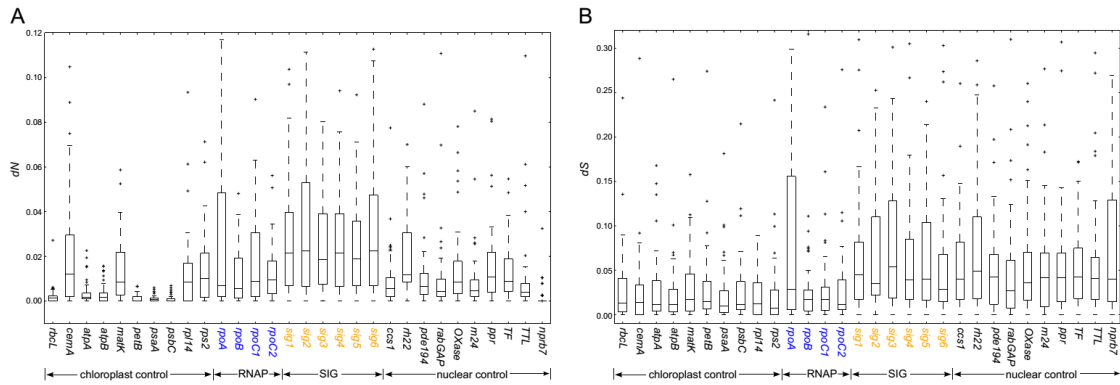 A
0.12
0.10
0.08
0.06
0.04
0.02
0.00
dN
rbcL
cemA
atpA
atpB
matK
petB
psaA
psbC
rpl14
rps2
rpoA
rpoB
rpoC1
rpoC2
sig1
sig2
sig3
sig4
sig5
sig6
ccs1
rh22
pde194
rabGAP
OXase
m24
ppr
TF
TTL
nprb7
chloroplast control
RNAP
SIG
nuclear control
B
0.30
0.25
0.20
0.15
0.10
0.05
0.00
dS
rbcL
cemA
atpA
atpB
matK
petB
psaA
psbC
rpl14
rps2
rpoA
rpoB
rpoC1
rpoC2
sig1
sig2
sig3
sig4
sig5
sig6
ccs1
rh22
pde194
rabGAP
OXase
m24
ppr
TF
TTL
nprb7
chloroplast control
RNAP
SIG
nuclear control